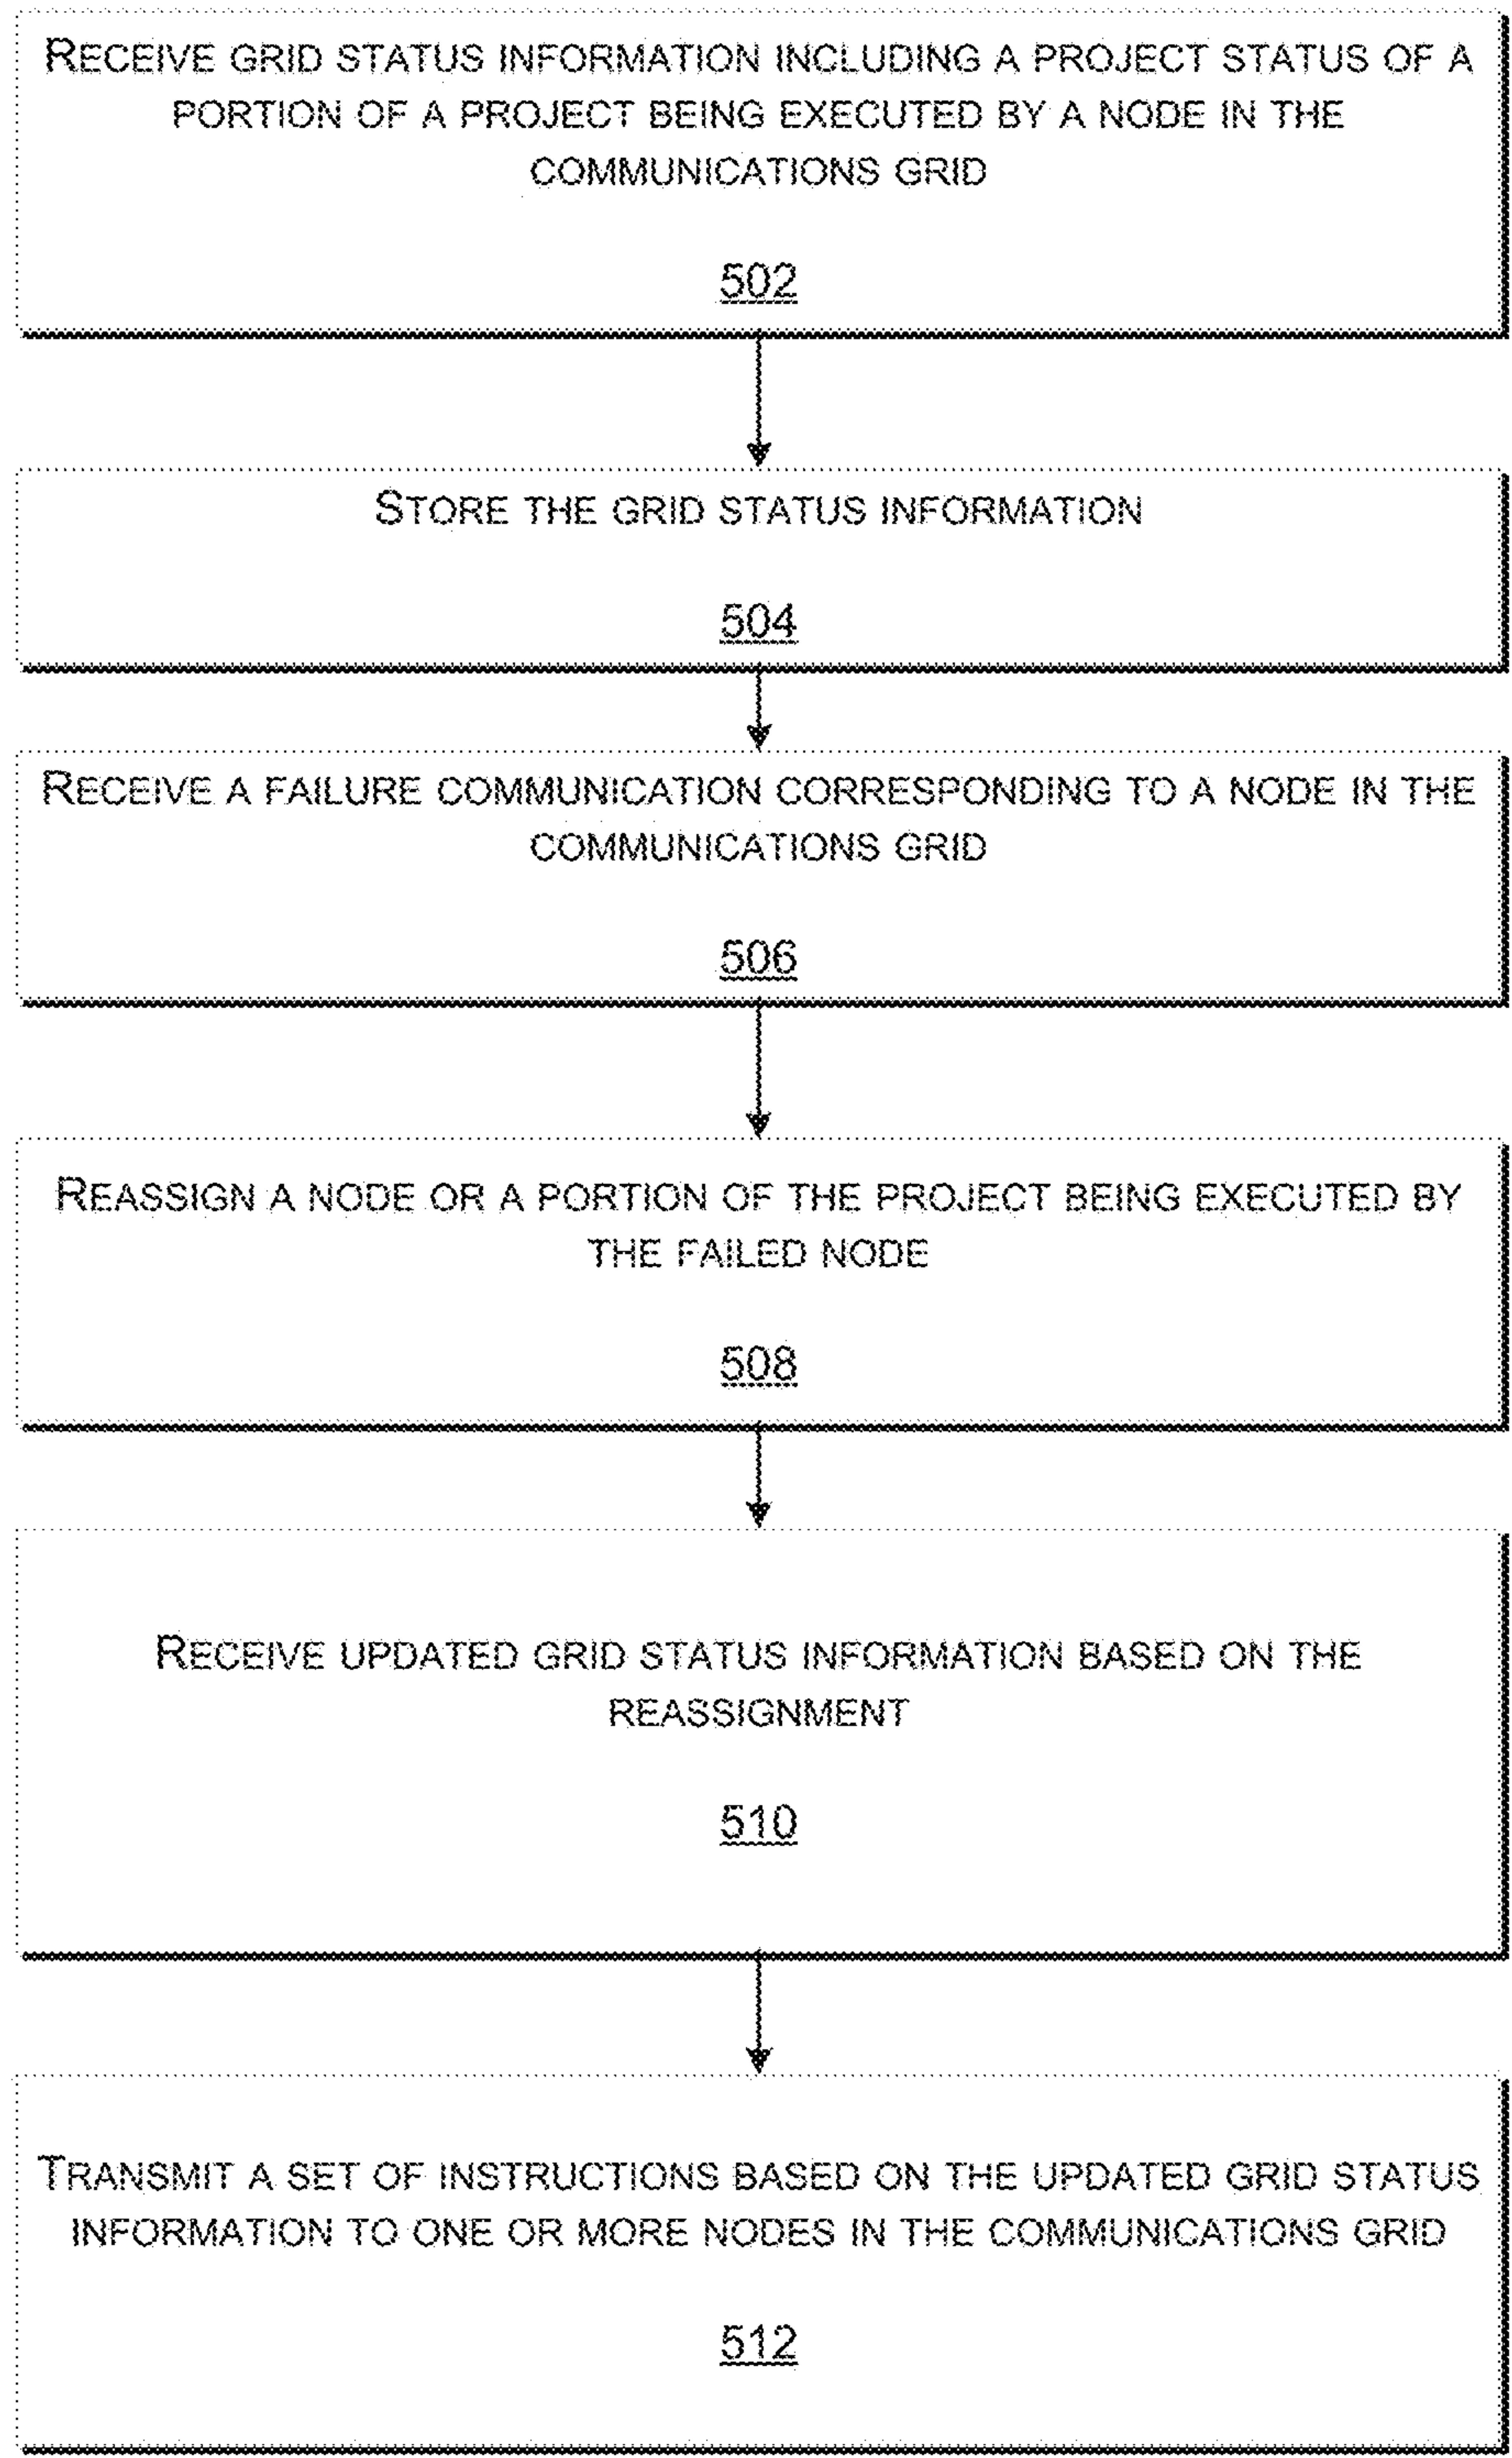 RECEIVE GRID STATUS INFORMATION INCLUDING A PROJECT STATUS OF A
PORTION OF A PROJECT BEING EXECUTED BY A NODE IN THE
COMMUNICATIONS GRID
502
STORE THE GRID STATUS INFORMATION
504
RECEIVE A FAILURE COMMUNICATION CORRESPONDING TO A NODE IN THE
COMMUNICATIONS GRID
506
REASSIGN A NODE OR A PORTION OF THE PROJECT BEING EXECUTED BY
THE FAILED NODE
508
RECEIVE UPDATED GRID STATUS INFORMATION BASED ON THE
REASSIGNMENT
510
TRANSMIT A SET OF INSTRUCTIONS BASED ON THE UPDATED GRID STATUS
INFORMATION TO ONE OR MORE NODES IN THE COMMUNICATIONS GRID
512